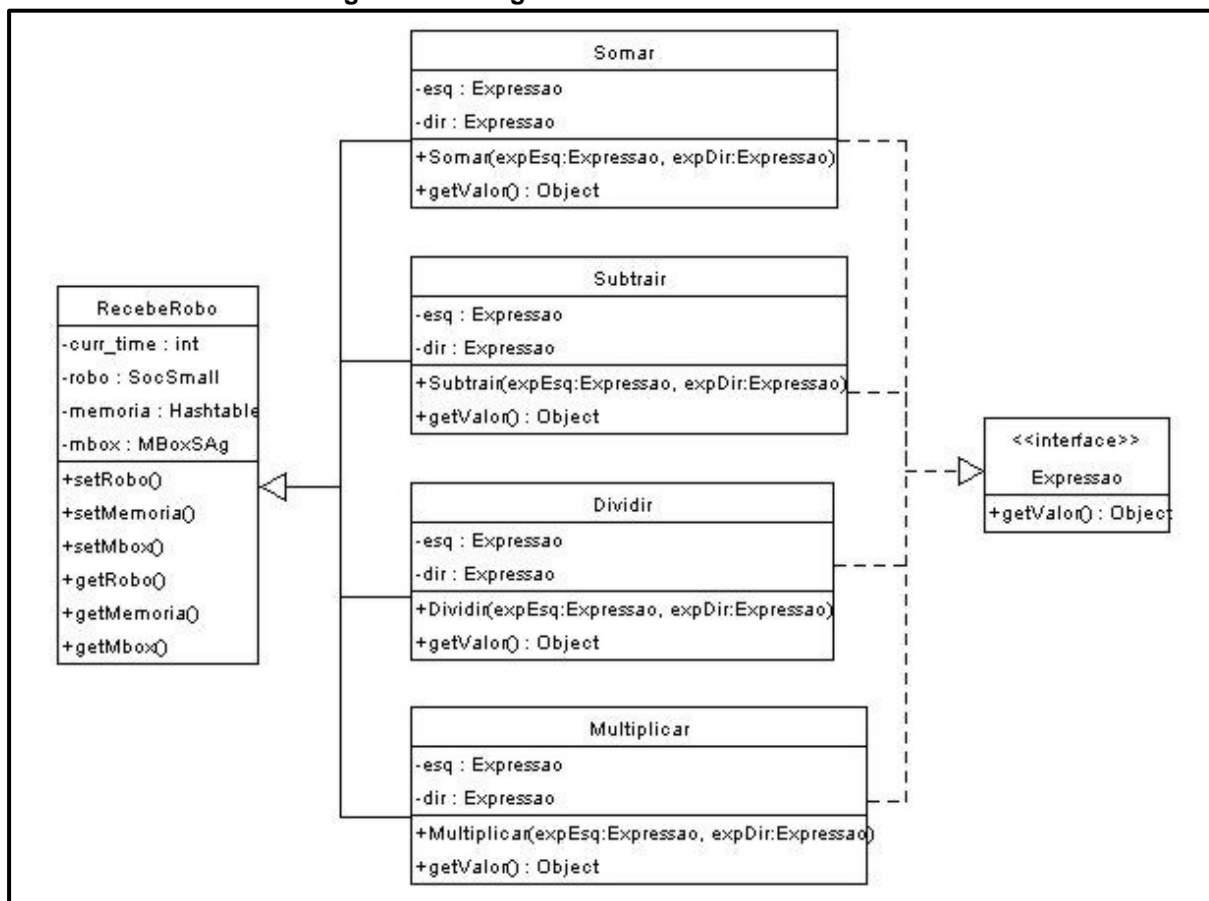 Somar
-esq : Expressao
-dir : Expressao
+Somar(expEsq:Expressao, expDir:Expressao)
+getValor() : Object
Subtrair
-esq : Expressao
-dir : Expressao
+Subtrair(expEsq:Expressao, expDir:Expressao)
+getValor() : Object
RecebeRobo
-curr_time : int
-robo : SocSmall
-memoria : Hashtable
-mbox : MBoxSAg
+setRobo()
+setMemoria()
+setMbox()
+getRobo()
+getMemoria()
+getMbox()
<<interface>>
Expressao
+getValor() : Object
Dividir
-esq : Expressao
-dir : Expressao
+Dividir(expEsq:Expressao, expDir:Expressao)
+getValor() : Object
Multiplicar
-esq : Expressao
-dir : Expressao
+Multiplicar(expEsq:Expressao, expDir:Expressao)
+getValor() : Object